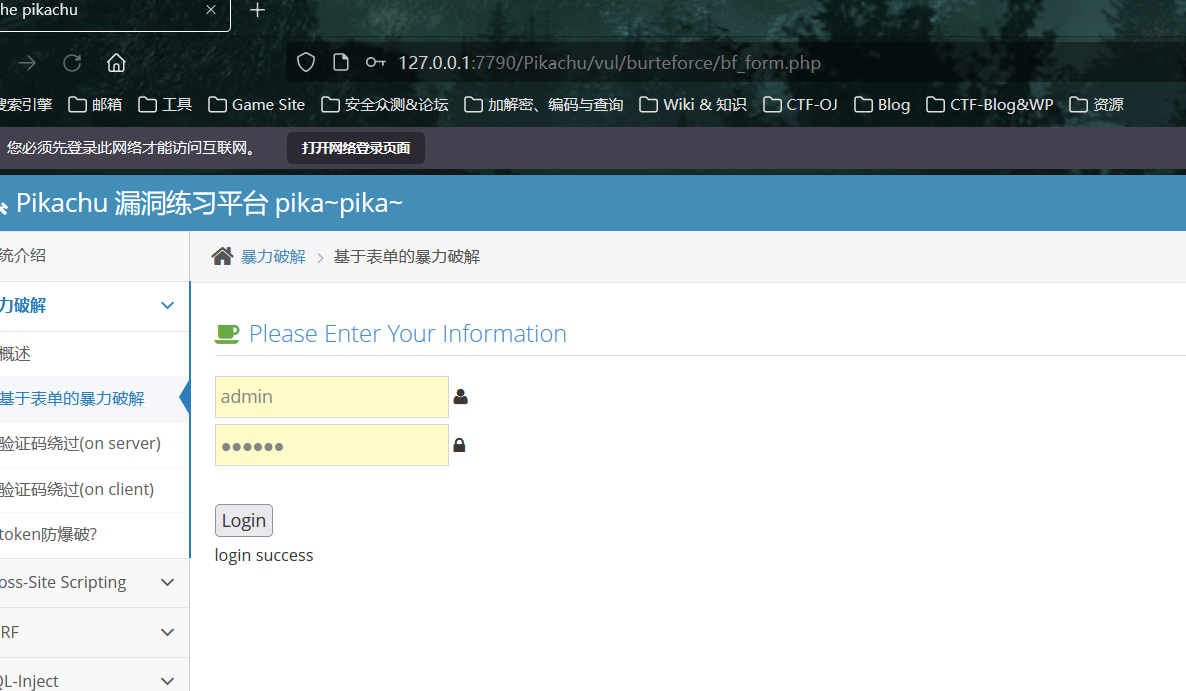 he pikachu
127.0.0.1:7790/Pikachu/vul/burteforce/bf_form.php
搜索引擎 邮箱 工具 Game Site 安全众测&论坛 加解密、编码与查询 Wiki & 知识 CTF-OJ Blog CTF-Blog&WP 资源
您必须先登录此网络才能访问互联网。 打开网络登录页面
Pikachu 漏洞练习平台 pika~pika~
统介绍
暴力破解 > 基于表单的暴力破解
力破解
概述
基于表单的暴力破解
验证码绕过(on server)
验证码绕过(on client)
token防爆破?
oss-Site Scripting
RF
QL-Inject
Please Enter Your Information
admin
••••••
Login
login success